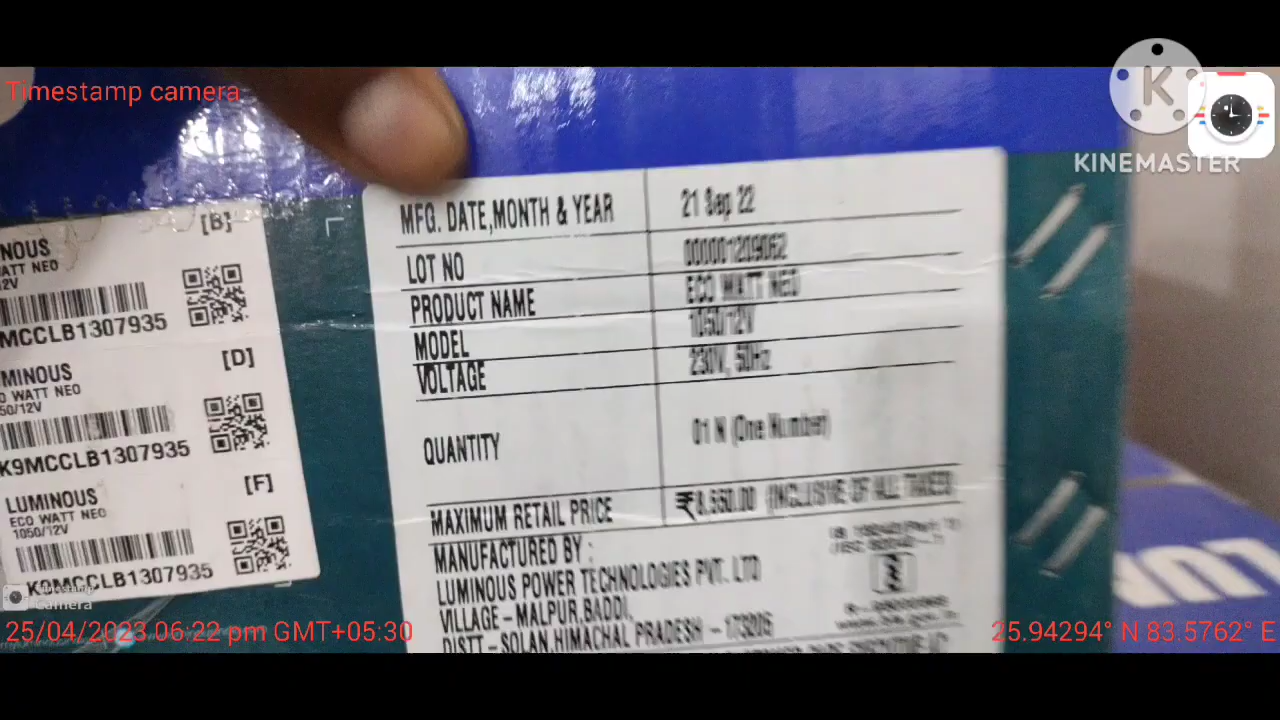 Timestamp camera
KINEMASTER
[B]
NOUS
WATT NEO
12V
MCCLB1307935
[D]
MINOUS
O WATT NEO
50/12V
K9MCCLB1307935
[F]
LUMINOUS
ECO WATT NEO
1050/12V
K9MCCLB1307935
MFG. DATE,MONTH & YEAR 21 Sep 22
LOT NO 000001209062
PRODUCT NAME ECO WATT NEO
MODEL 1050/12V
VOLTAGE 230V, 50Hz
QUANTITY 01 N (One Number)
MAXIMUM RETAIL PRICE (INCLUSIVE OF ALL TAXES)
MANUFACTURED BY :
LUMINOUS POWER TECHNOLOGIES PVT. LTD
VILLAGE-MALPUR,BADDI,
DISTT-SOLAN,HIMACHAL PRADESH -173205
LU
Timestamp
Camera
25/04/2023 06:22 pm GMT+05:30
25.94294° N 83.5762° E